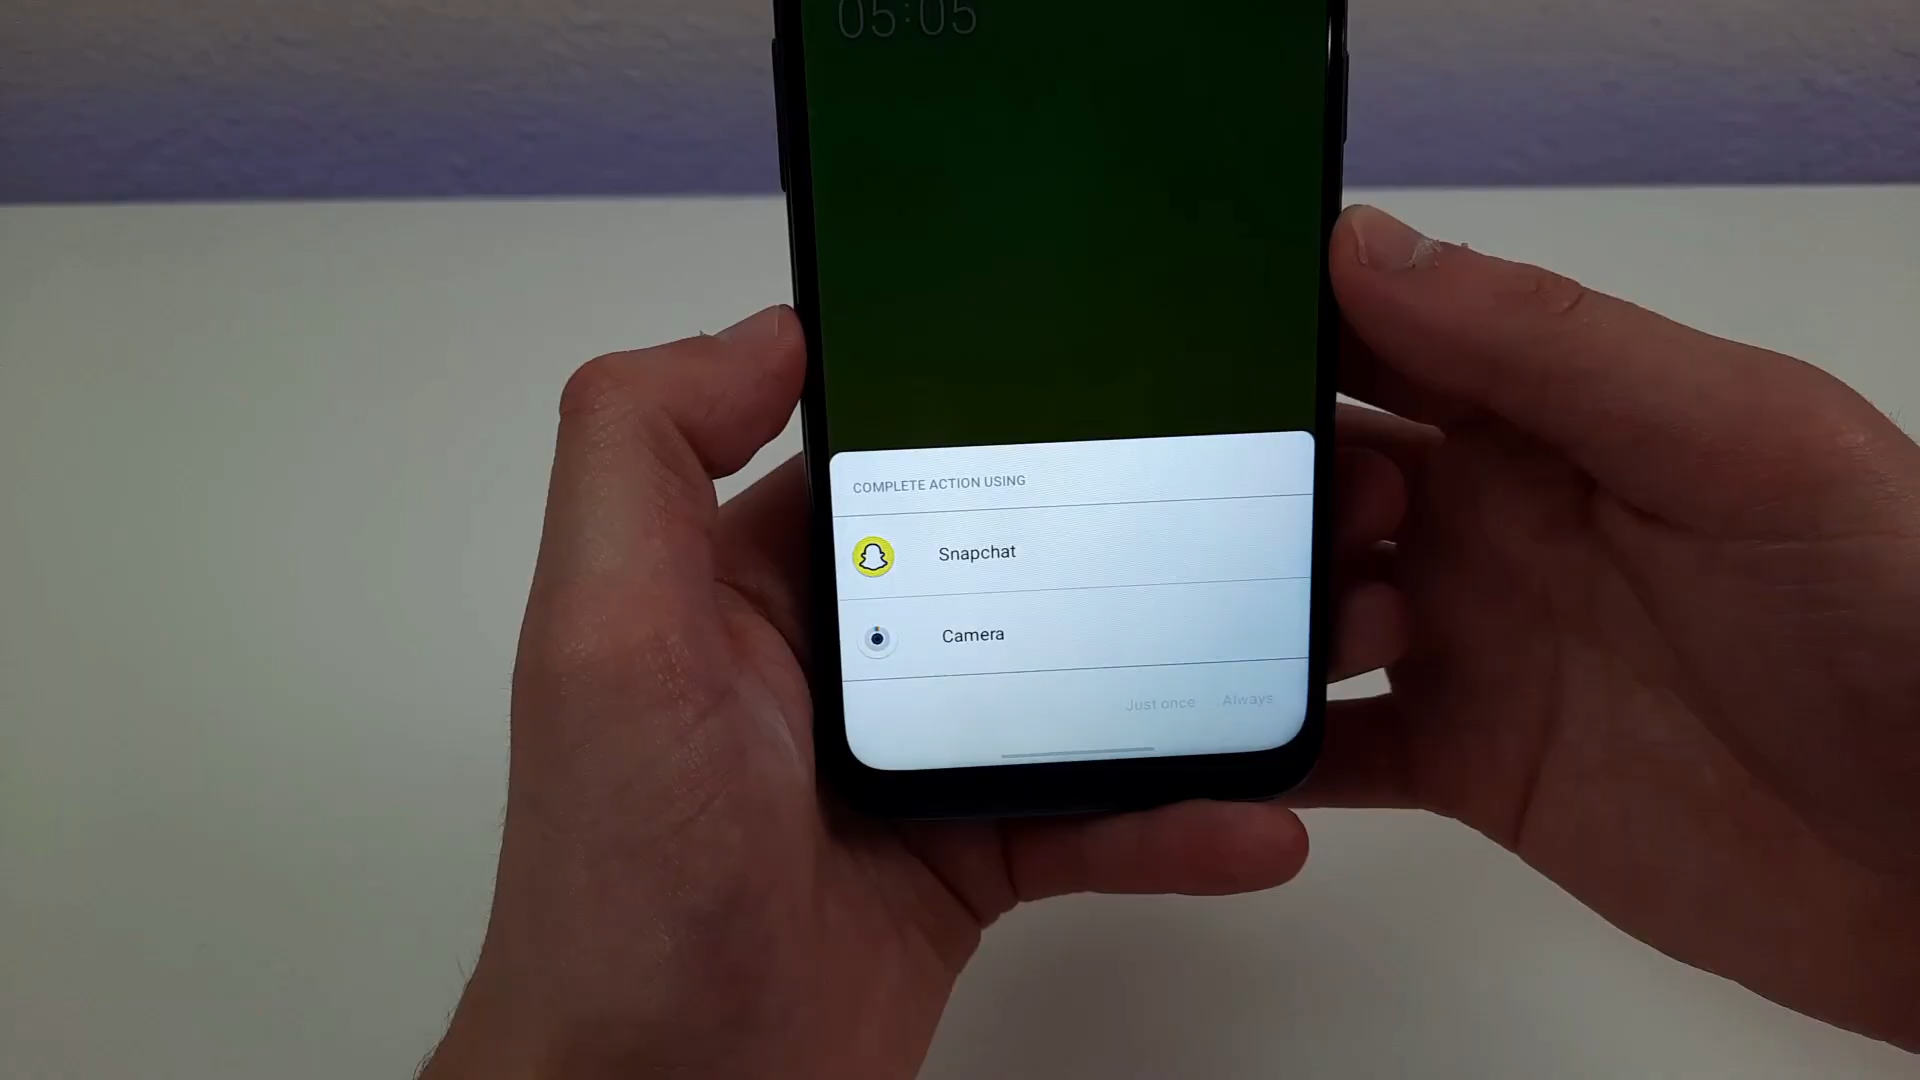 05:05
COMPLETE ACTION USING
Snapchat
Camera
Just once Always